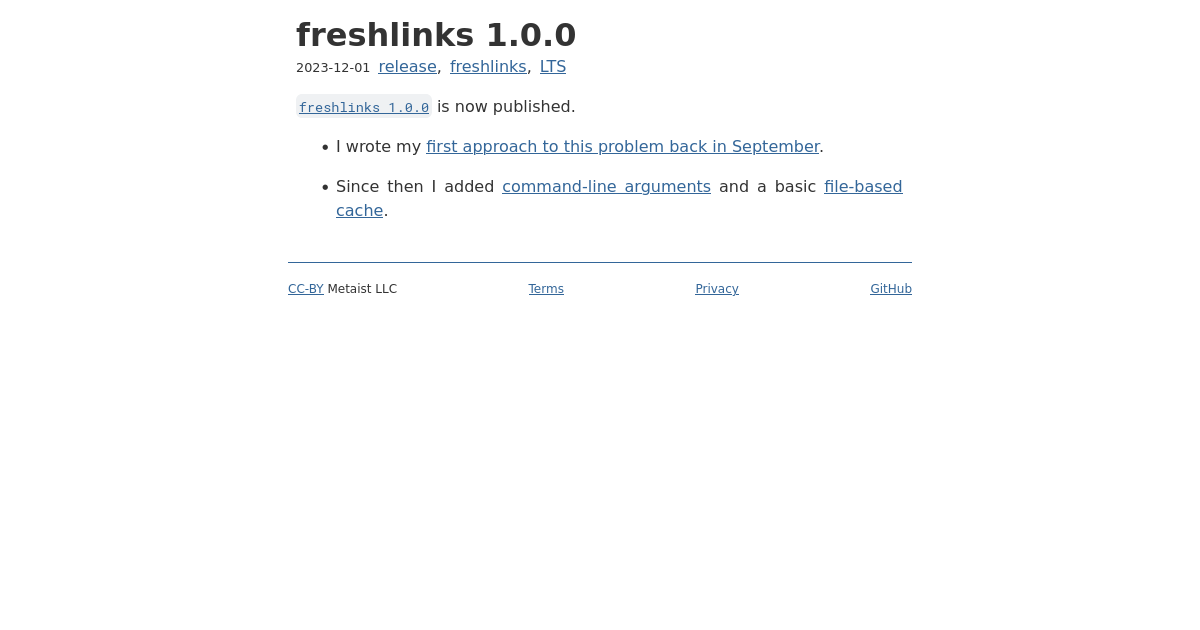 freshlinks 1.0.0
2023-12-01 release, freshlinks, LTS
freshlinks 1.0.0 is now published.
• I wrote my first approach to this problem back in September.
• Since then I added command-line arguments and a basic file-based
cache.
CC-BY Metaist LLC Terms Privacy GitHub